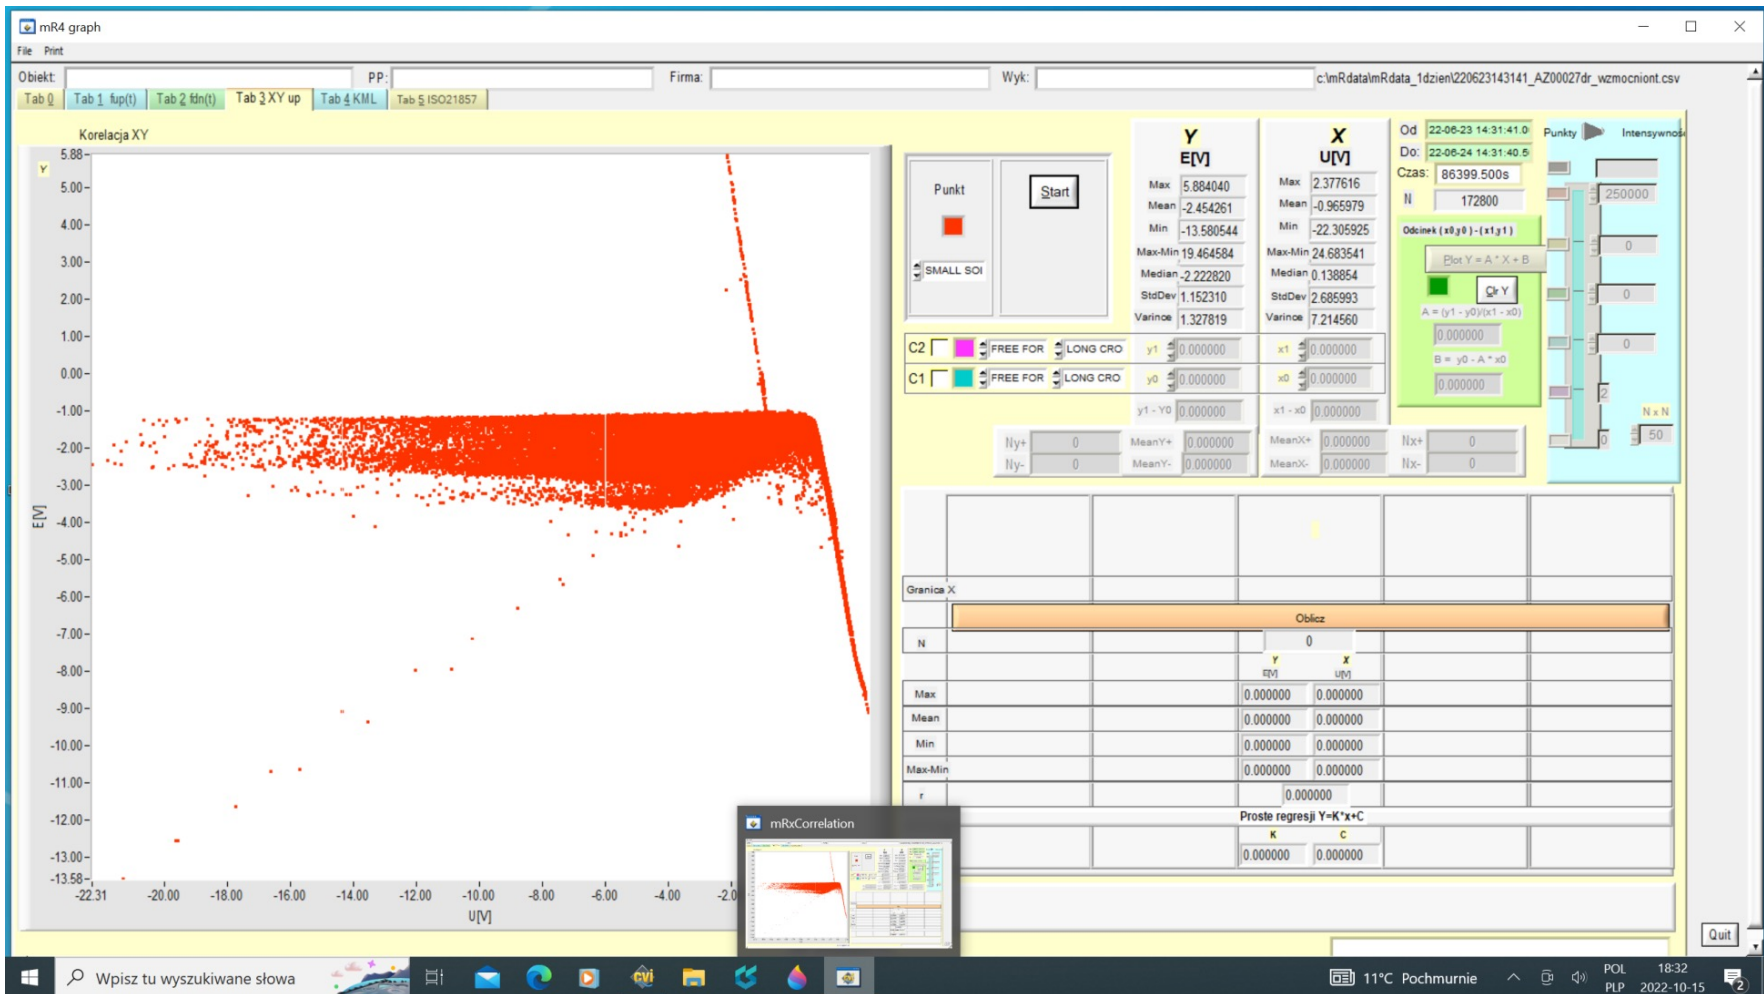 mR4 graph
File Print
Obiekt: PP: Firma: Wyk: c:\mRdata\mRdata_1dzien\220623143141_AZ00027dr_wzmocniont.csv
Tab 0 Tab 1 fup(t) Tab 2 fdn(t) Tab 3 XY up Tab 4 KML Tab 5 ISO21857
Korelacja XY
Y
5.88
5.00
4.00
3.00
2.00
1.00
0.00
-1.00
-2.00
-3.00
-4.00
-5.00
-6.00
-7.00
-8.00
-9.00
-10.00
-11.00
-12.00
-13.00
-13.58
E[V]
-22.31 -20.00 -18.00 -16.00 -14.00 -12.00 -10.00 -8.00 -6.00 -4.00 -2.0
U[V]
Punkt
Start
SMALL SOI
Y X
E[V] U[V]
Max 5.884040 Max 2.377616
Mean -2.454261 Mean -0.965979
Min -13.580544 Min -22.305925
Max-Min 19.464584 Max-Min 24.683541
Median -2.222820 Median 0.138854
StdDev 1.152310 StdDev 2.685993
Varince 1.327819 Varince 7.214560
C2 FREE FOR LONG CRO y1 0.000000 x1 0.000000
C1 FREE FOR LONG CRO y0 0.000000 x0 0.000000
y1 - Y0 0.000000 x1 - x0 0.000000
Ny+ 0 MeanY+ 0.000000 MeanX+ 0.000000 Nx+ 0
Ny- 0 MeanY- 0.000000 MeanX- 0.000000 Nx- 0
Od 22-06-23 14:31:41.0
Do: 22-06-24 14:31:40.5
Czas: 86399.500s
N 172800
Odcinek ( x0,y0 ) - ( x1,y1 )
Plot Y = A * X + B
Clr Y
A = (y1 - y0)/(x1 - x0)
0.000000
B = y0 - A * x0
0.000000
Punkty Intensywnoś
250000
0
0
0
2
0
N x N
50
Granica X
Oblicz
N 0
Y X
E[V] U[V]
Max 0.000000 0.000000
Mean 0.000000 0.000000
Min 0.000000 0.000000
Max-Min 0.000000 0.000000
r 0.000000
Proste regresji Y=K*x+C
K C
0.000000 0.000000
mRxCorrelation
Quit
Wpisz tu wyszukiwane słowa
cvi
11°C Pochmurnie
POL
PLP
18:32
2022-10-15
2